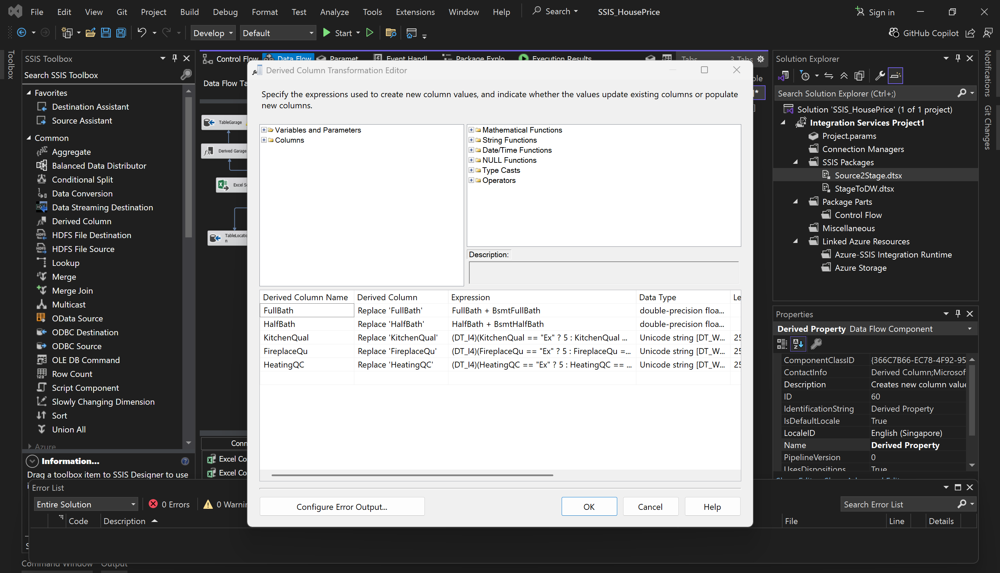 File Edit View Git Project Build Debug Format Test Analyze Tools Extensions Window Help Search SSIS_HousePrice Sign in
Develop Default Start GitHub Copilot
Toolbox
SSIS Toolbox
Search SSIS Toolbox
Favorites
Destination Assistant
Source Assistant
Common
Aggregate
Balanced Data Distributor
Conditional Split
Data Conversion
Data Streaming Destination
Derived Column
HDFS File Destination
HDFS File Source
Lookup
Merge
Merge Join
Multicast
OData Source
ODBC Destination
ODBC Source
OLE DB Command
Row Count
Script Component
Slowly Changing Dimension
Sort
Union All
Azure
Information...
Drag a toolbox item to SSIS Designer to use
Control Flow Data Flow Paramet Event Handl Package Explo Execution Results Tabs 3 Tabs
Data Flow Ta
TableGarage
Derived Garage
Excel S
TableLocatio
n
Conn
Excel Co
Excel Co
Derived Column Transformation Editor
Specify the expressions used to create new column values, and indicate whether the values update existing columns or populate
new columns.
Variables and Parameters
Columns
Mathematical Functions
String Functions
Date/Time Functions
NULL Functions
Type Casts
Operators
Description:
Derived Column Name Derived Column Expression Data Type Le
FullBath Replace 'FullBath' FullBath + BsmtFullBath double-precision floa...
HalfBath Replace 'HalfBath' HalfBath + BsmtHalfBath double-precision floa...
KitchenQual Replace 'KitchenQual' (DT_I4)(KitchenQual == "Ex" ? 5 : KitchenQual ... Unicode string [DT_W... 25
FireplaceQu Replace 'FireplaceQu' (DT_I4)(FireplaceQu == "Ex" ? 5 : FireplaceQu =... Unicode string [DT_W... 25
HeatingQC Replace 'HeatingQC' (DT_I4)(HeatingQC == "Ex" ? 5 : HeatingQC == ... Unicode string [DT_W... 25
Configure Error Output... OK Cancel Help
Solution Explorer
Search Solution Explorer (Ctrl+;)
Solution 'SSIS_HousePrice' (1 of 1 project)
Integration Services Project1
Project.params
Connection Managers
SSIS Packages
Source2Stage.dtsx
StageToDW.dtsx
Package Parts
Control Flow
Miscellaneous
Linked Azure Resources
Azure-SSIS Integration Runtime
Azure Storage
Notifications
Git Changes
Properties
Derived Property Data Flow Component
ComponentClassID {366C7B66-EC78-4F92-95
ContactInfo Derived Column;Microsof
Description Creates new column value
ID 60
IdentificationString Derived Property
IsDefaultLocale True
LocaleID English (Singapore)
Name Derived Property
PipelineVersion 0
UsesDispositions True
Error List
Entire Solution 0 Errors 0 Warnin Search Error List
Code Description File Line Details
Command Window Output